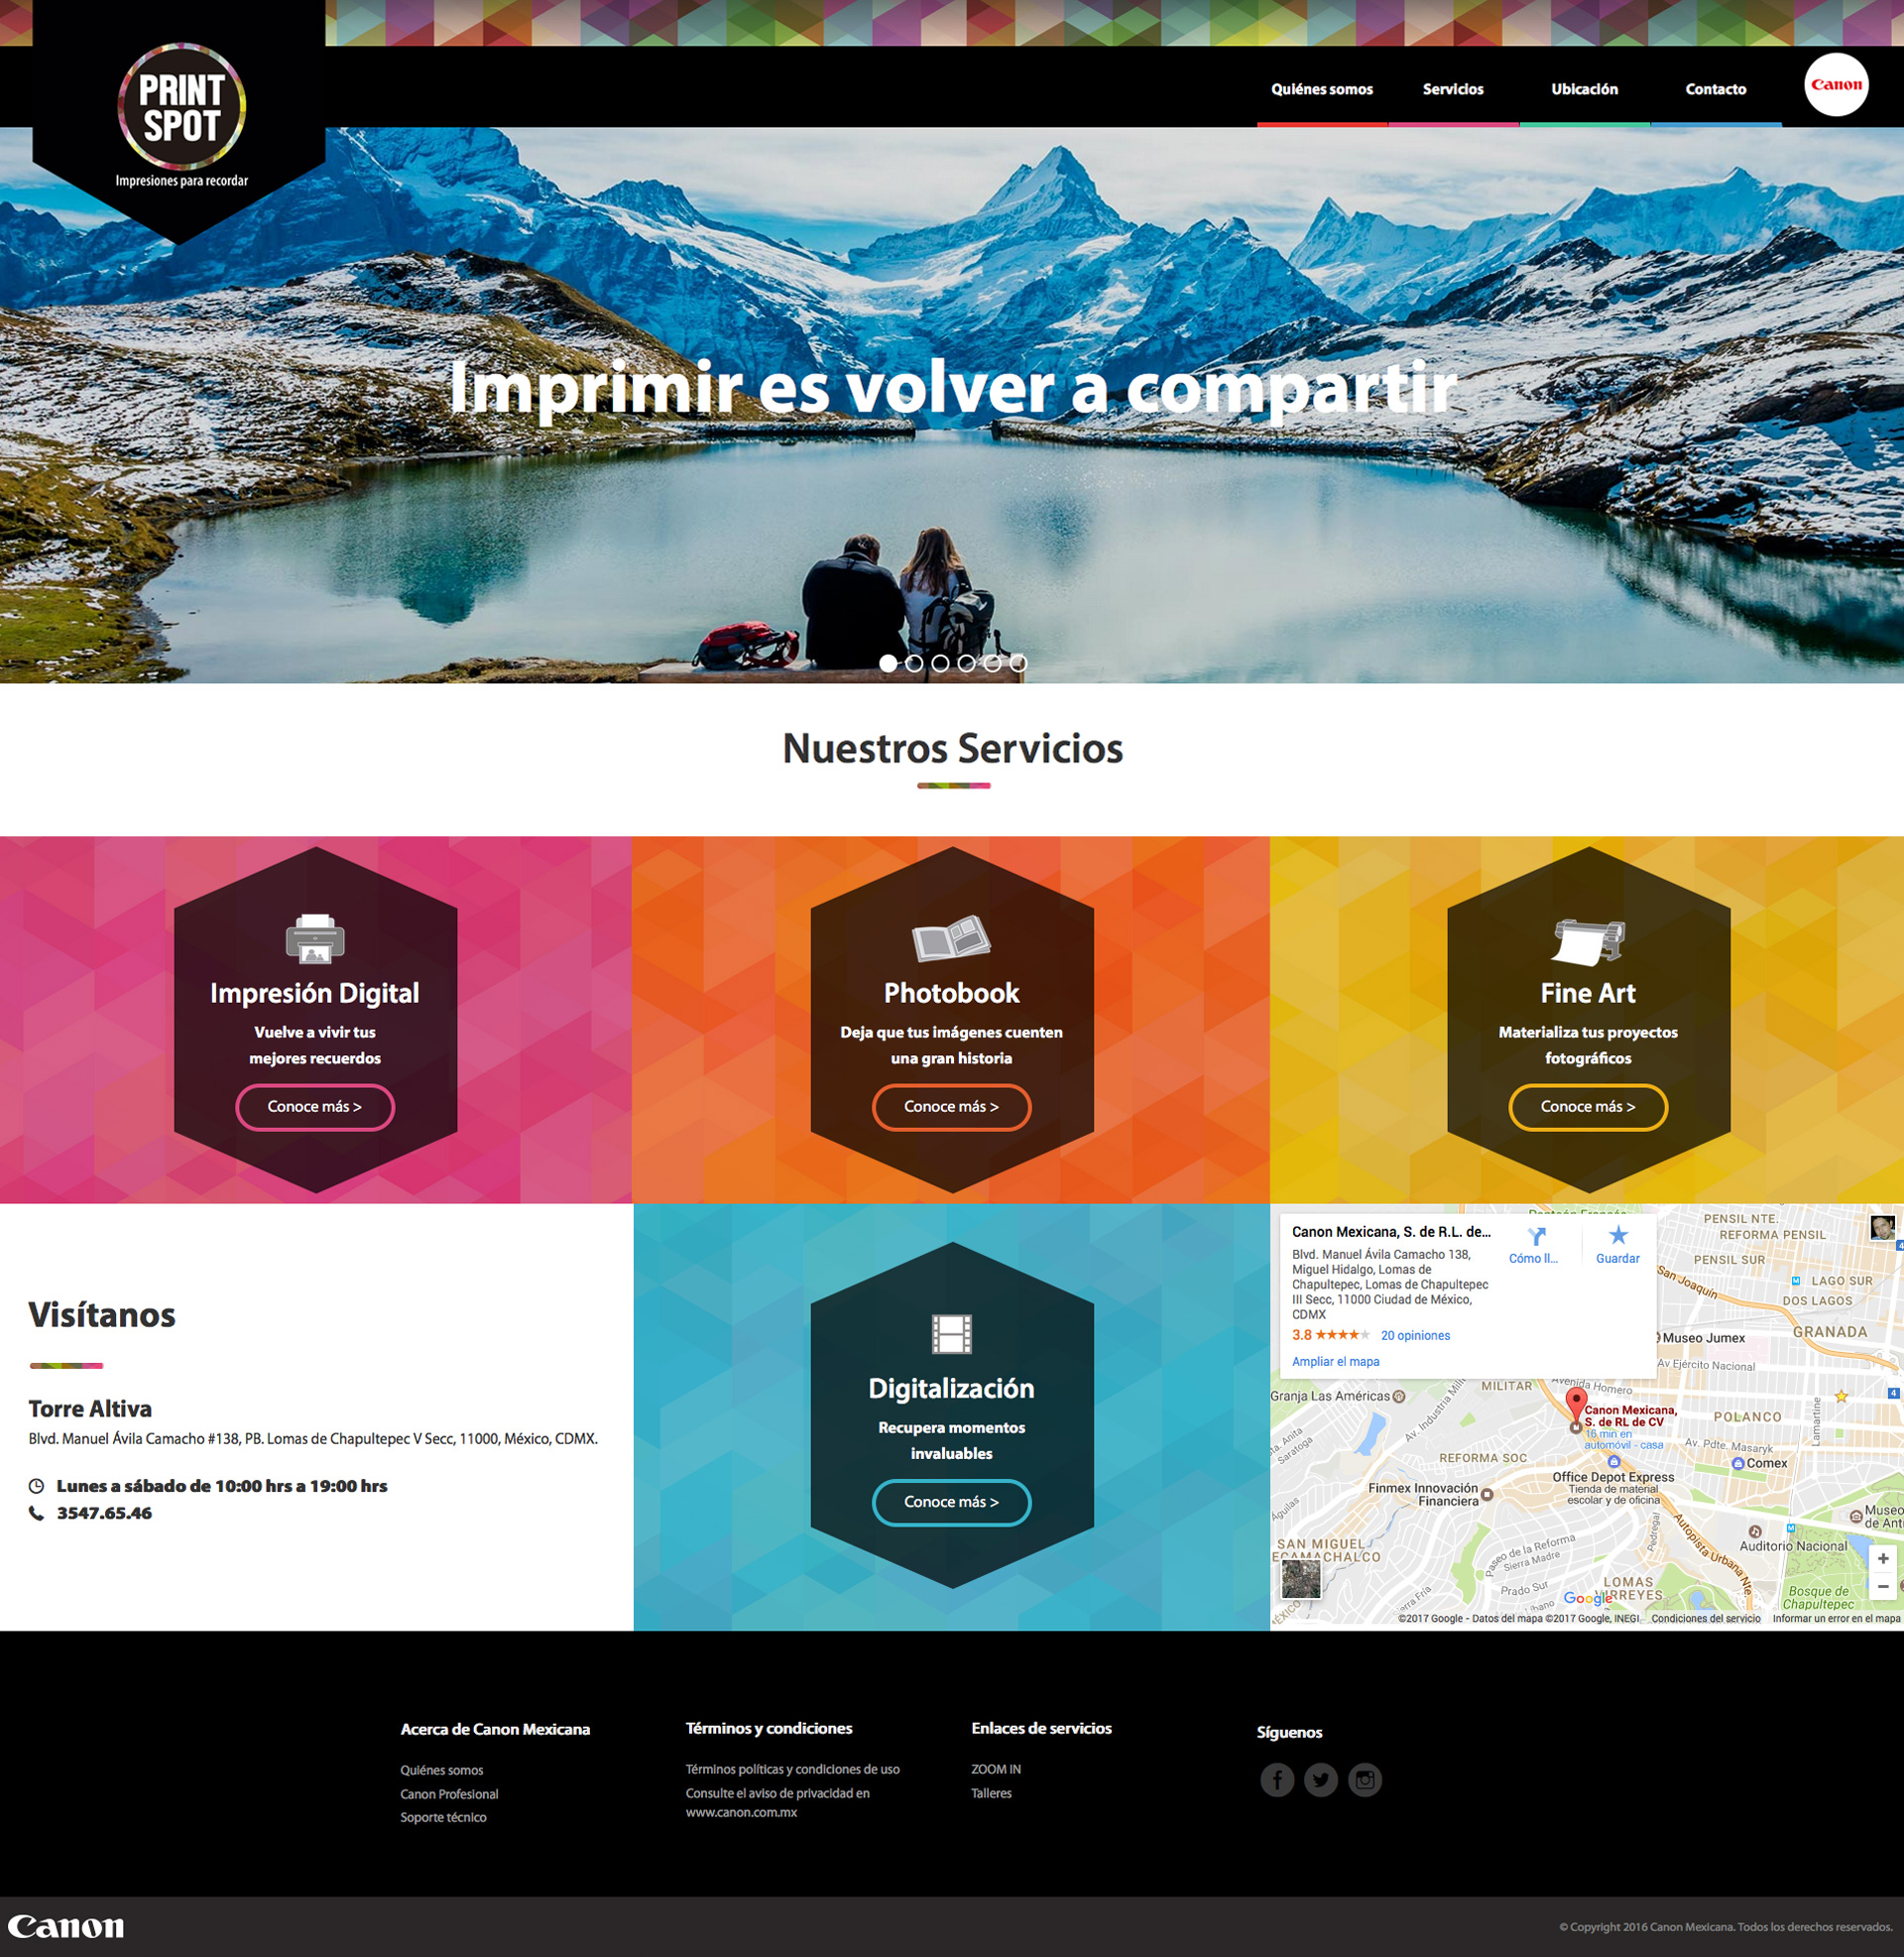 PRINT
SPOT
Impresiones para recordar
Quiénes somos
Servicios
Ubicación
Contacto
Canon
Imprimir es volver a compartir
Nuestros Servicios
Impresión Digital
Vuelve a vivir tus
mejores recuerdos
Conoce más >
Photobook
Deja que tus imágenes cuenten
una gran historia
Conoce más >
Fine Art
Materializa tus proyectos
fotográficos
Conoce más >
Visítanos
Torre Altiva
Blvd. Manuel Ávila Camacho #138, PB. Lomas de Chapultepec V Secc, 11000, México, CDMX.
Lunes a sábado de 10:00 hrs a 19:00 hrs
3547.65.46
Digitalización
Recupera momentos
invaluables
Conoce más >
Canon Mexicana, S. de R.L. de...
Blvd. Manuel Ávila Camacho 138,
Miguel Hidalgo, Lomas de
Chapultepec, Lomas de Chapultepec
III Secc, 11000 Ciudad de México,
CDMX
3.8
20 opiniones
Ampliar el mapa
Cómo ll...
Guardar
PENSIL NTE.
REFORMA PENSIL
PENSIL SUR
San Joaquín
LAGO SUR
DOS LAGOS
GRANADA
Museo Jumex
Av Ejército Nacional
Granja Las Américas
MILITAR
Avenida Homero
Av. Industria Mili
Canon Mexicana,
S. de RL de CV
16 min en
automóvil - casa
POLANCO
Lamartine
Av. Pdte. Masaryk
Comex
REFORMA SOC
Office Depot Express
Tienda de material
escolar y de oficina
Finmex Innovación
Financiera
Saratoga
Aguilas
Museo
de Anti
Auditorio Nacional
Pedregal
Autopista Urbana Nte.
SAN MIGUEL
TECAMACHALCO
Paseo de la Reforma
Sierra Madre
Prado Sur
LOMAS
VIRREYES
Bosque de
Chapultepec
Google
©2017 Google - Datos del mapa ©2017 Google, INEGI
Condiciones del servicio
Informar un error en el mapa
Acerca de Canon Mexicana
Quiénes somos
Canon Profesional
Soporte técnico
Términos y condiciones
Términos políticas y condiciones de uso
Consulte el aviso de privacidad en
www.canon.com.mx
Enlaces de servicios
ZOOM IN
Talleres
Síguenos
Canon
© Copyright 2016 Canon Mexicana. Todos los derechos reservados.